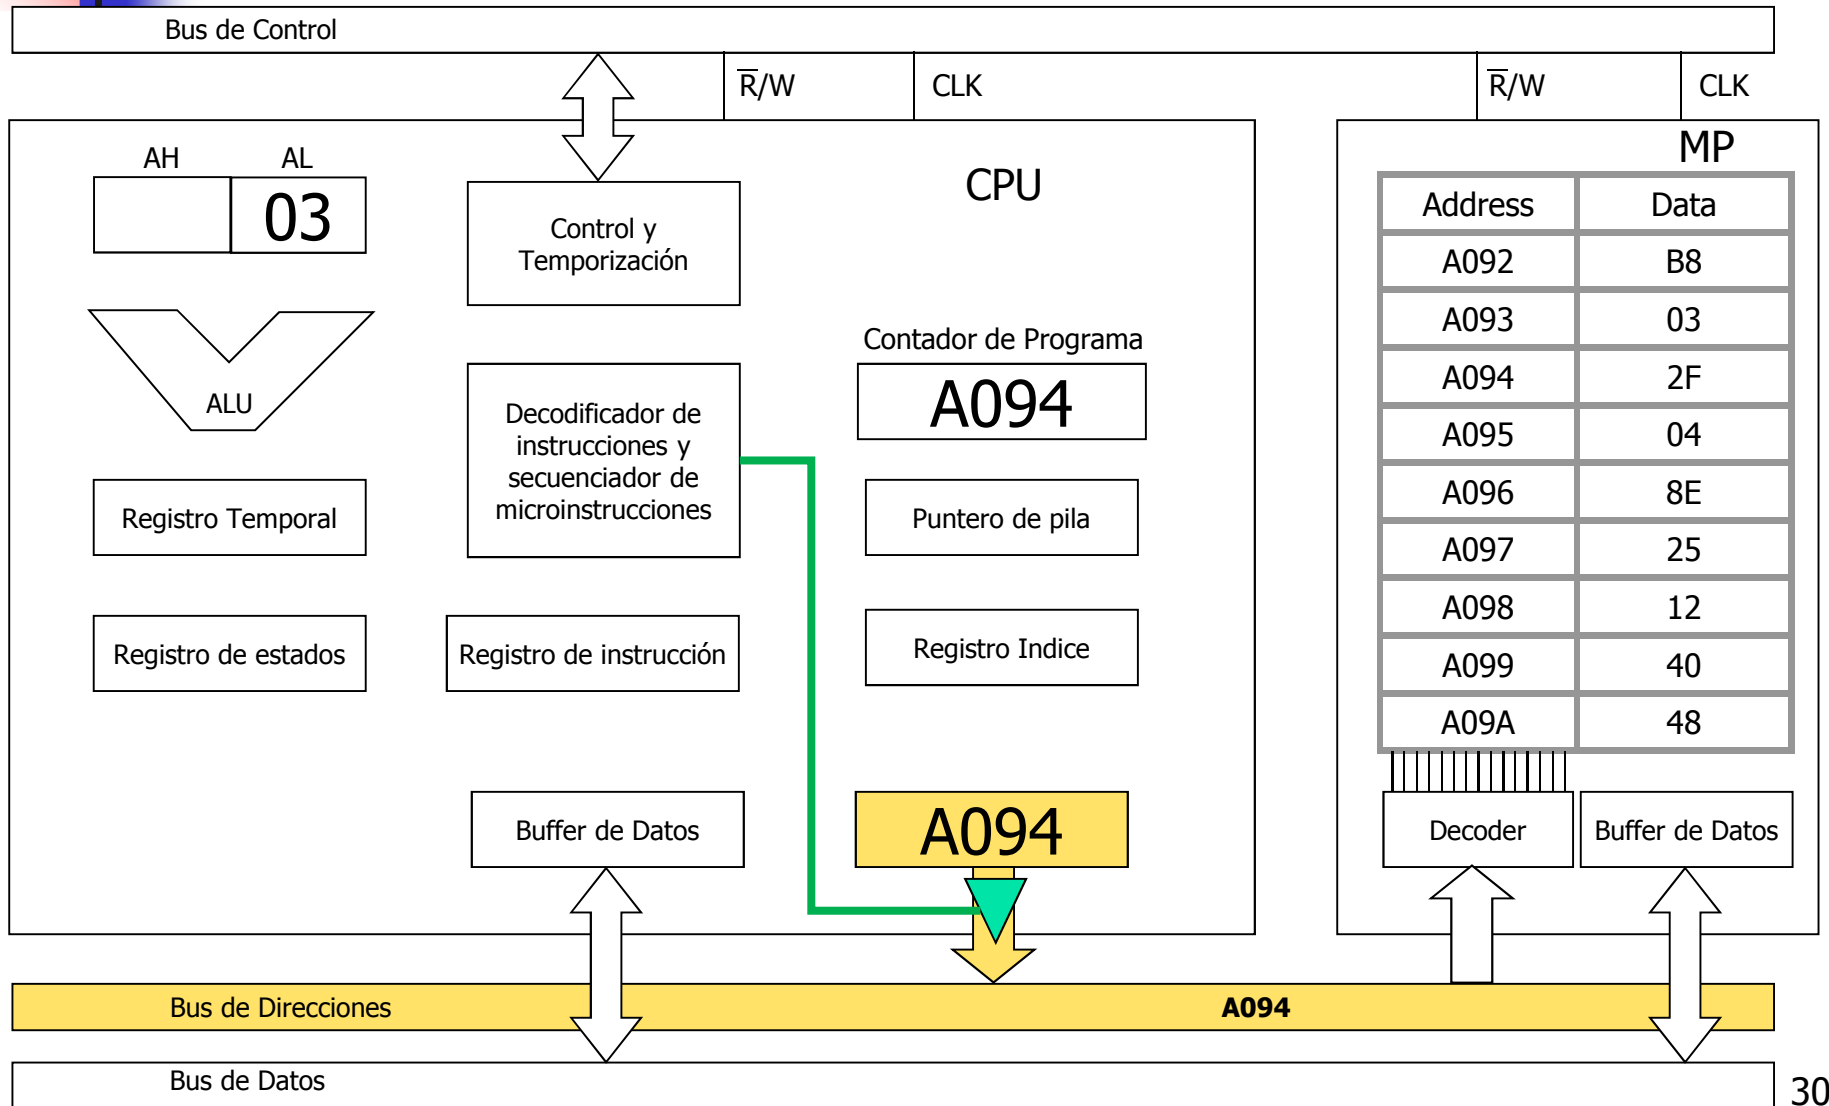 Bus de Control
R/W
CLK
R/W
CLK
AH
AL
03
Control y
Temporización
CPU
MP
Address Data
A092 B8
A093 03
A094 2F
A095 04
A096 8E
A097 25
A098 12
A099 40
A09A 48
ALU
Decodificador de
instrucciones y
secuenciador de
microinstrucciones
Contador de Programa
A094
Registro Temporal
Puntero de pila
Registro de estados
Registro de instrucción
Registro Indice
Buffer de Datos
A094
Decoder
Buffer de Datos
Bus de Direcciones
A094
Bus de Datos
30